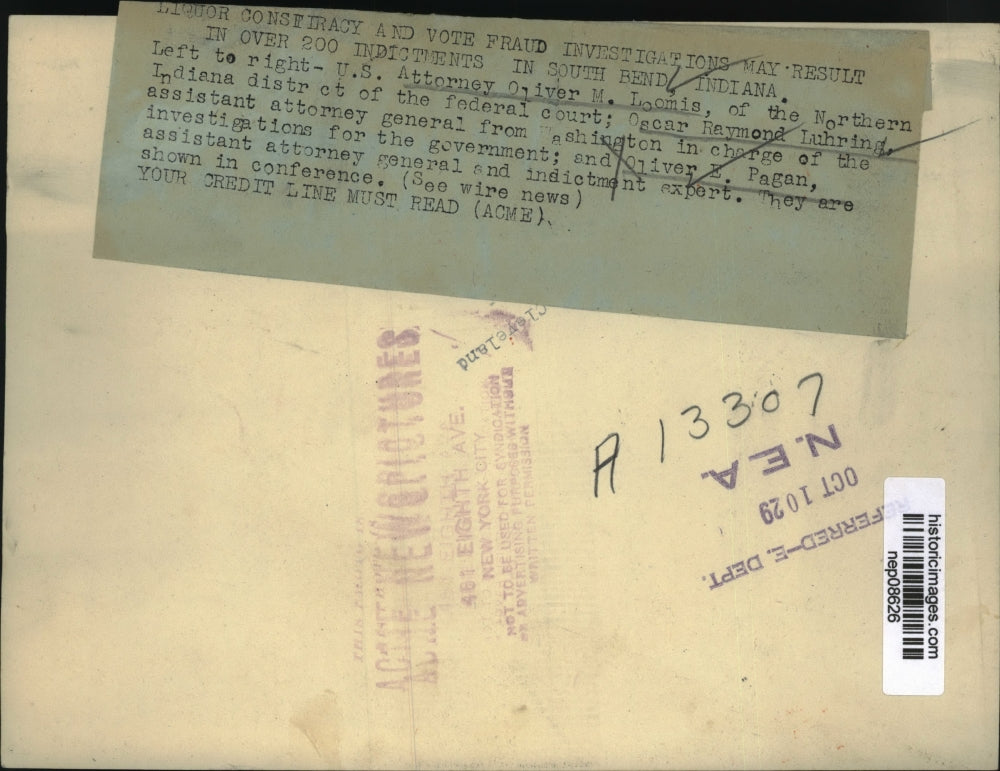 LIQUOR CONSPIRACY AND VOTE FRAUD INVESTIGATIONS MAY RESULT
IN OVER 200 INDICTMENTS IN SOUTH BEND, INDIANA.
Left to right- U.S. Attorney Oliver M. Loomis, of the Northern
Indiana distr ct of the federal court; Oscar Raymond Luhring,
assistant attorney general from Washington in charge of the
investigations for the government; and Oliver E. Pagan,
assistant attorney general and indictment expert. They are
shown in conference. (See wire news)
YOUR CREDIT LINE MUST READ (ACME)
Cleveland
ACME NEWSPICTURES
461 EIGHTH AVE.
NEW YORK CITY
NOT TO BE USED FOR SYNDICATION
OR ADVERTISING PURPOSES WITHOUT
WRITTEN PERMISSION
A 13307
N.E.A.
OCT 10 29
REFERRED-E. DEPT.
historicimages.com
nep08626